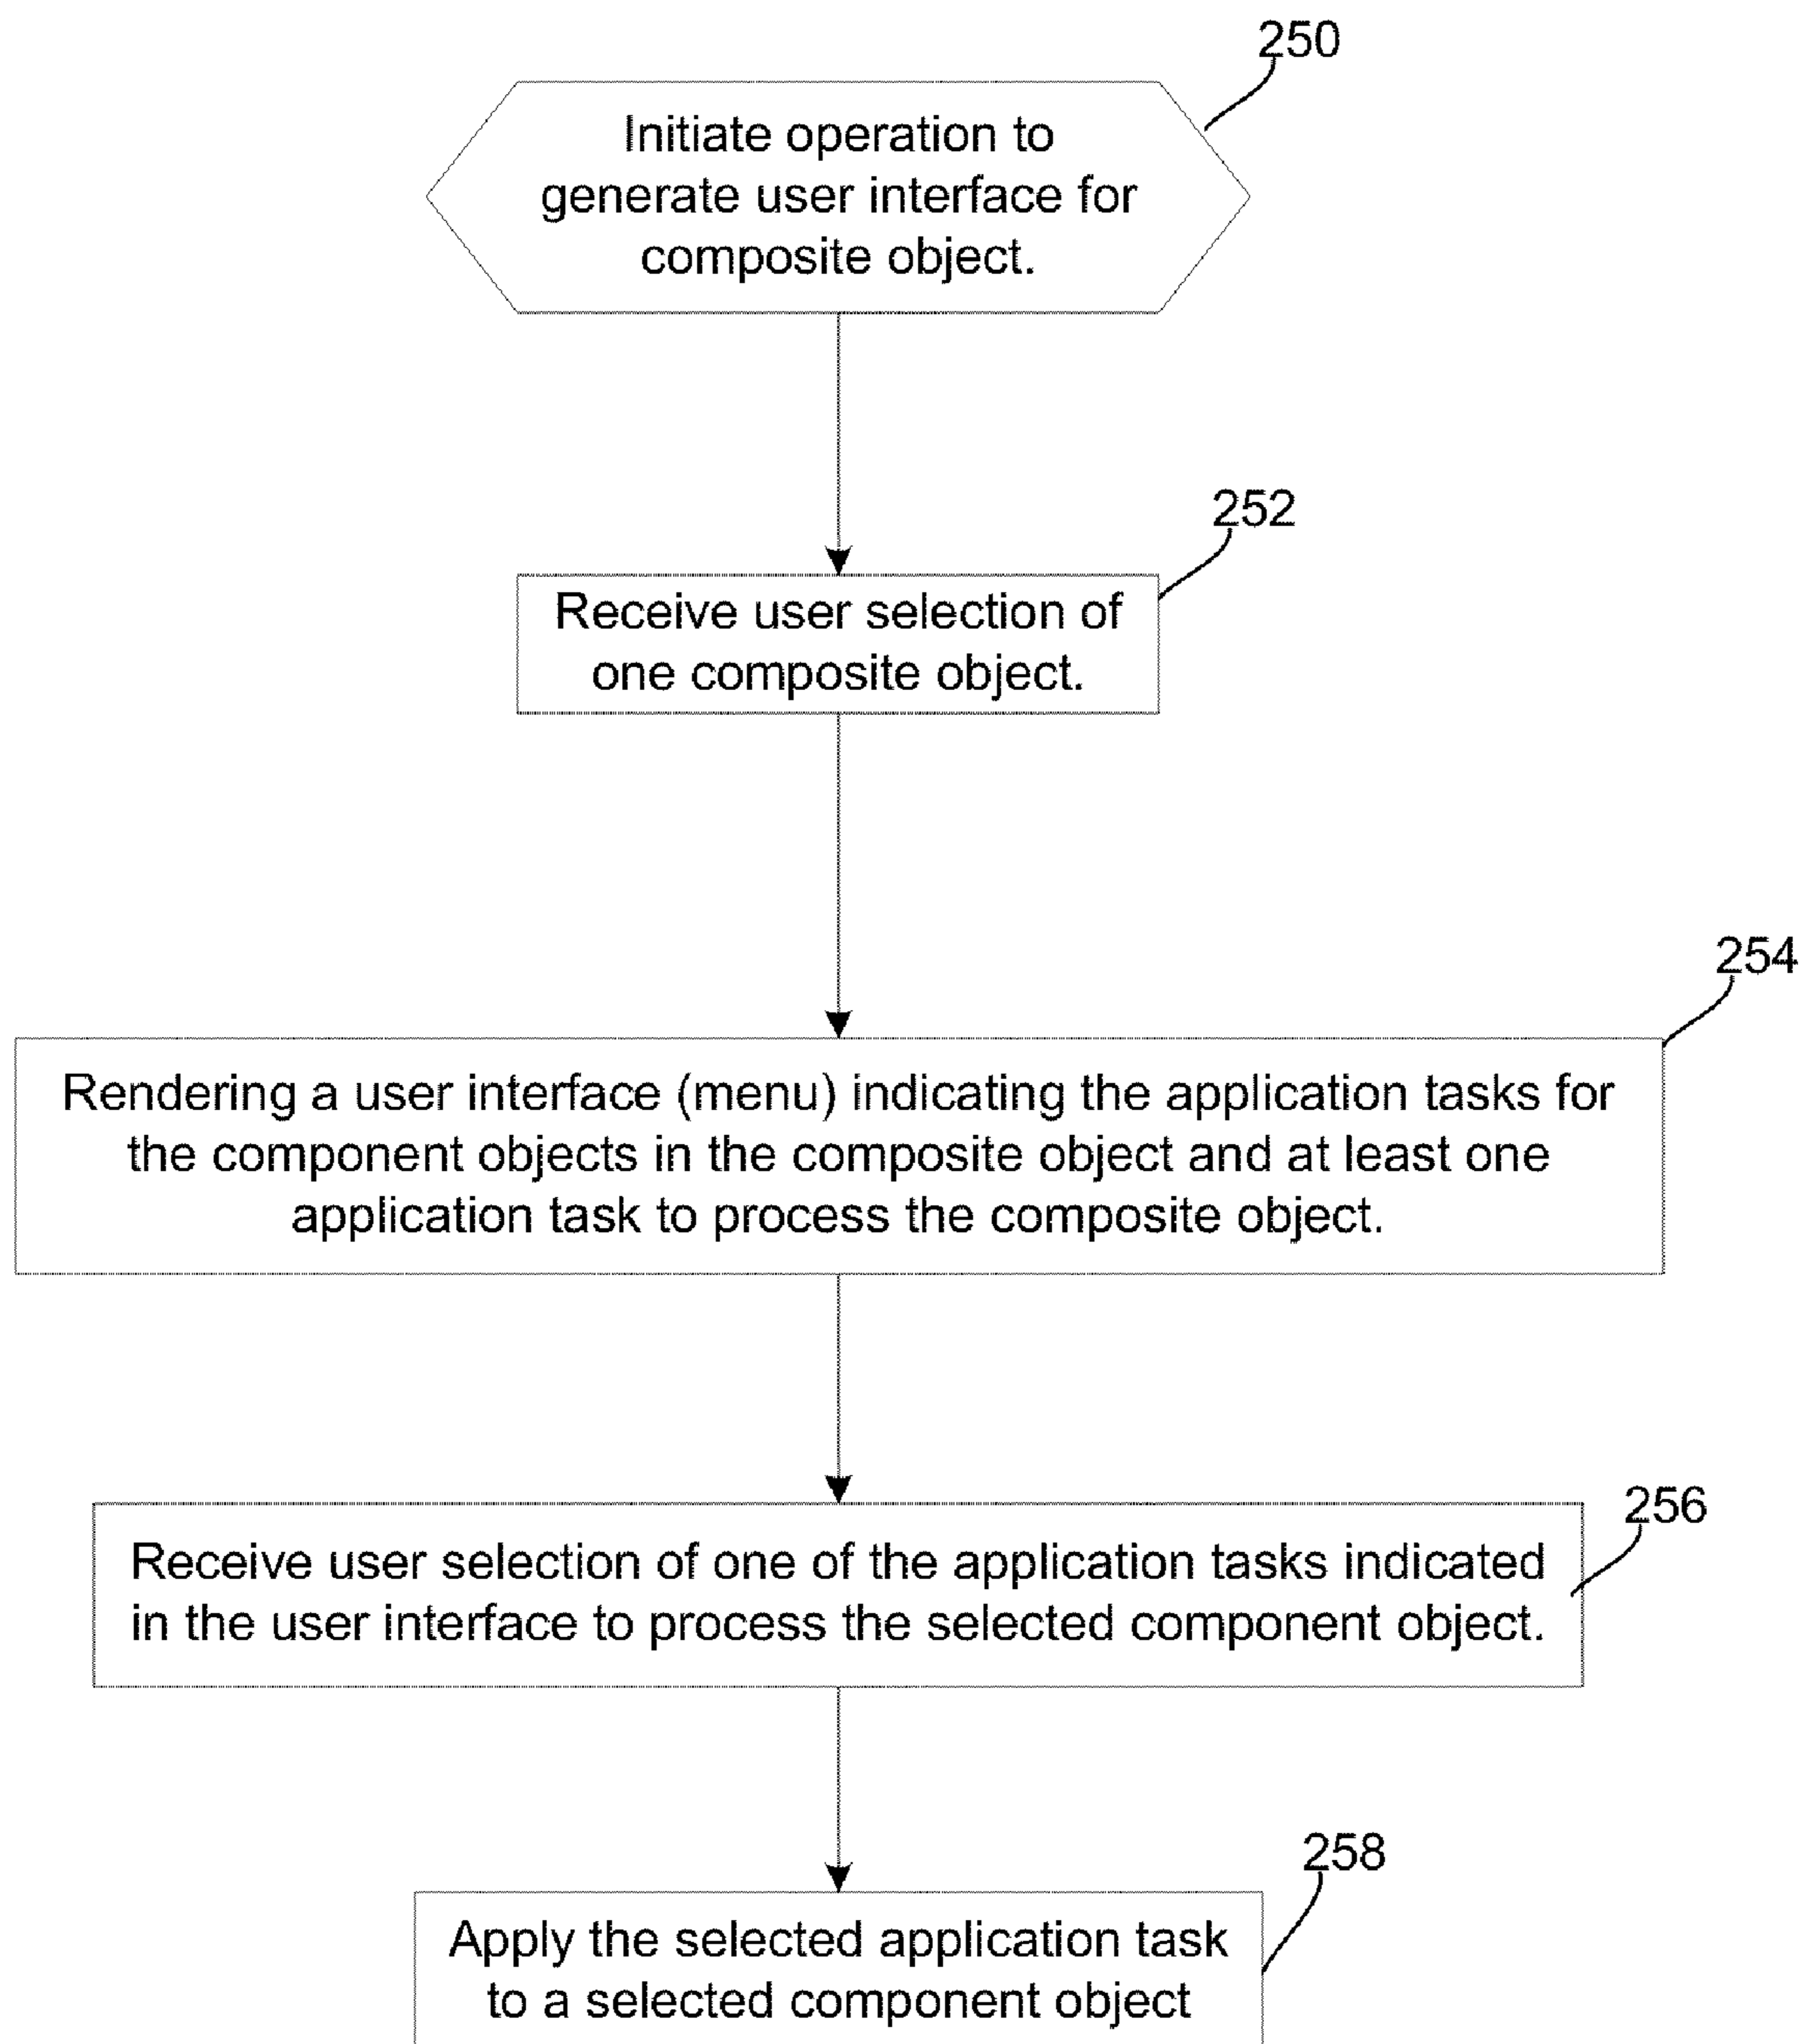 250
Initiate operation to
generate user interface for
composite object.
252
Receive user selection of
one composite object.
254
Rendering a user interface (menu) indicating the application tasks for
the component objects in the composite object and at least one
application task to process the composite object.
256
Receive user selection of one of the application tasks indicated
in the user interface to process the selected component object.
258
Apply the selected application task
to a selected component object